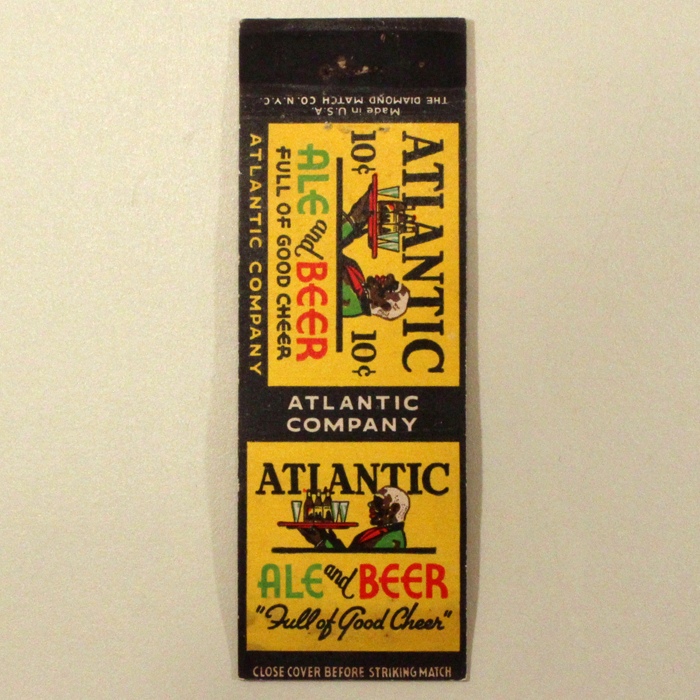 Made in U.S.A.
THE DIAMOND MATCH CO. N.Y.C.
ATLANTIC
10¢ 10¢
ALE and BEER
FULL OF GOOD CHEER
ATLANTIC COMPANY
ATLANTIC
COMPANY
ATLANTIC
ALE and BEER
"Full of Good Cheer"
CLOSE COVER BEFORE STRIKING MATCH